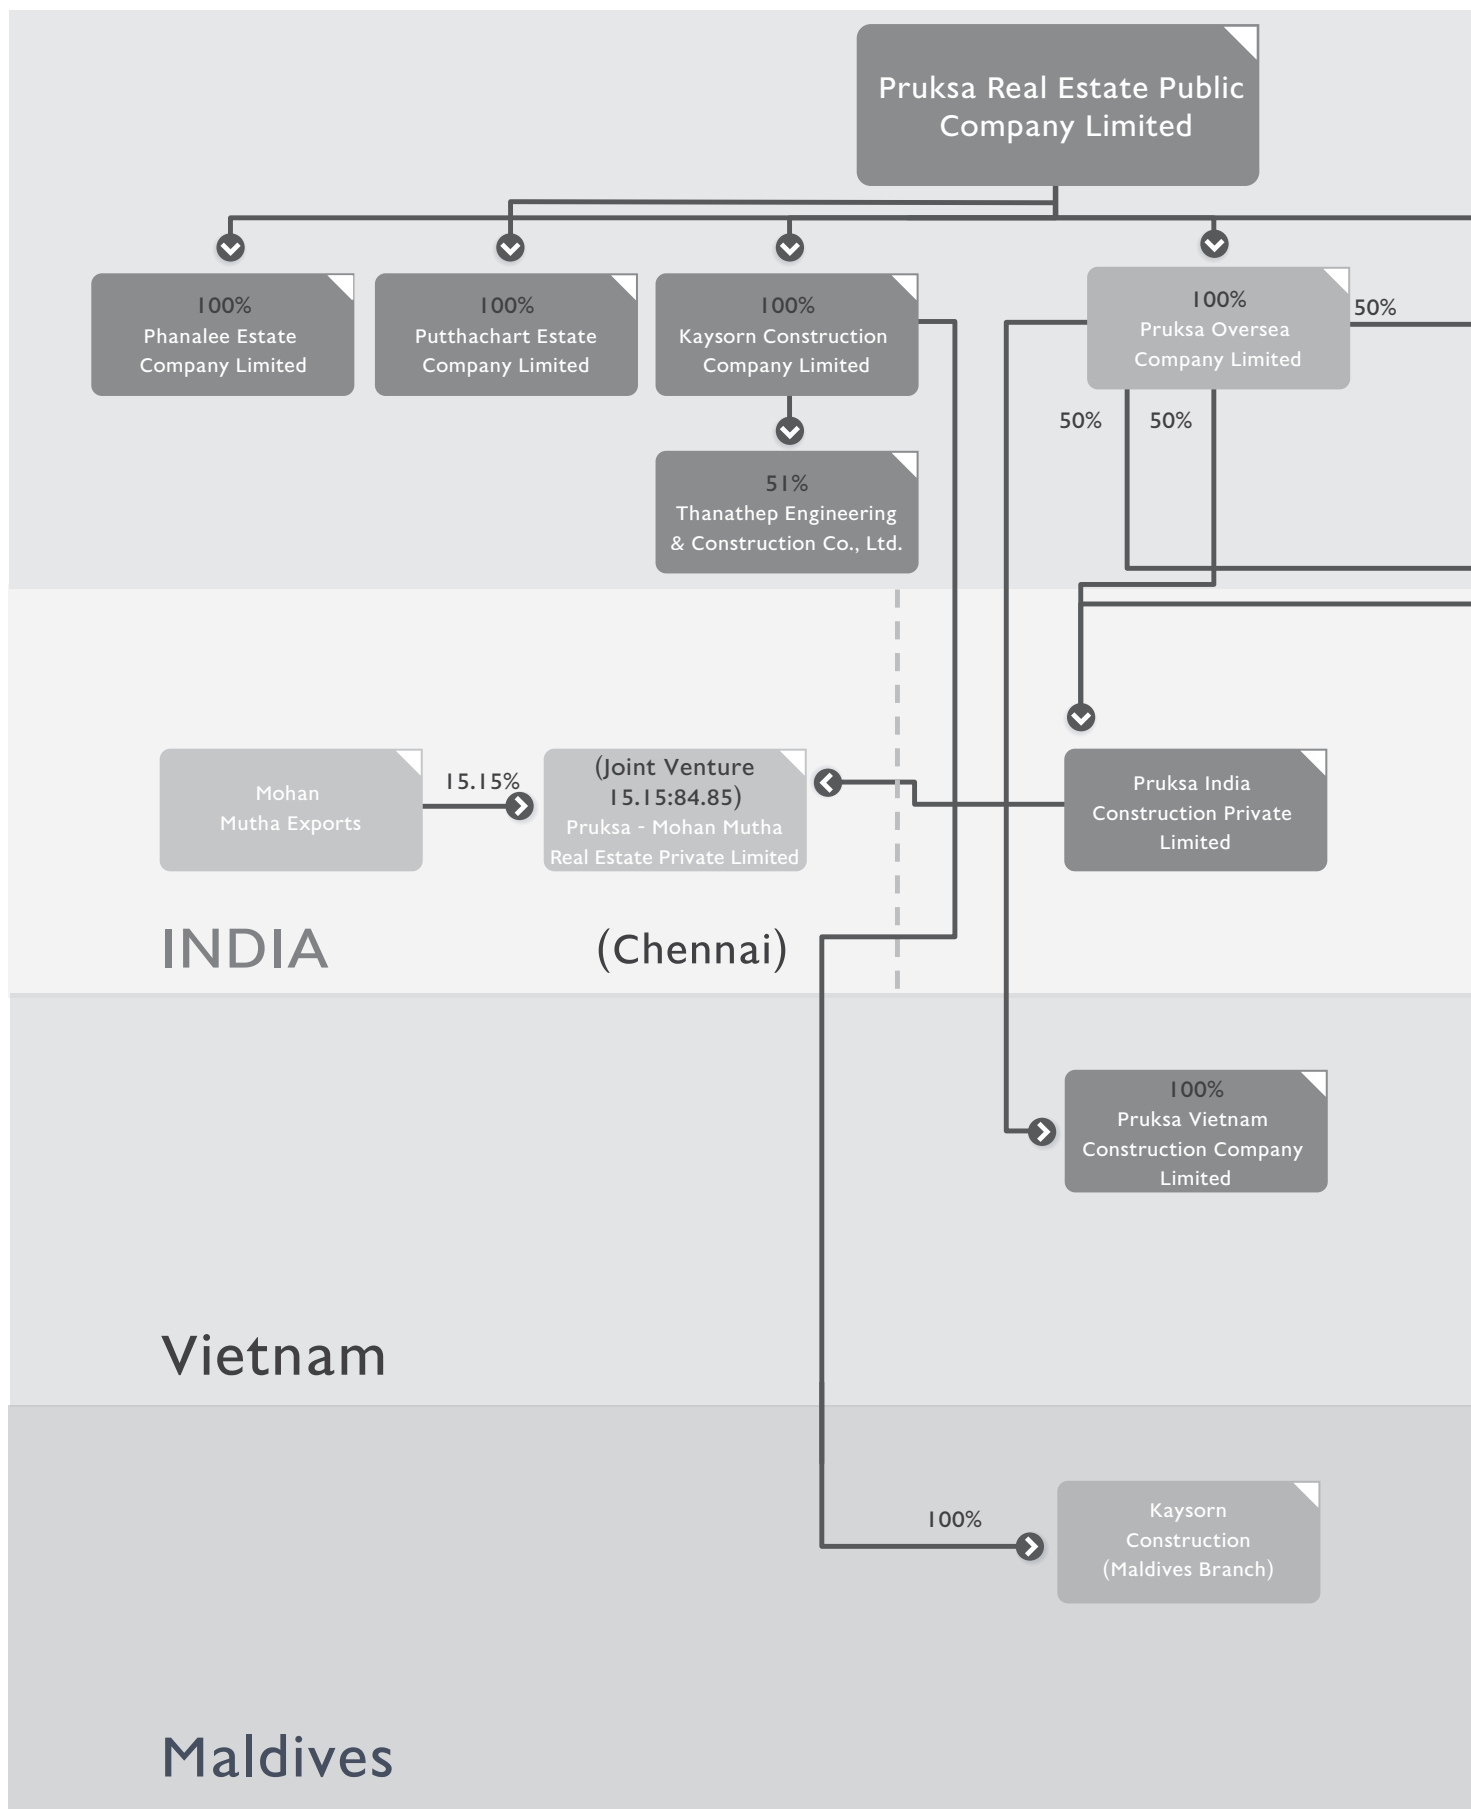 Pruksa Real Estate Public
Company Limited
100%
Phanalee Estate
Company Limited
100%
Putthachart Estate
Company Limited
100%
Kaysorn Construction
Company Limited
100%
Pruksa Oversea
Company Limited
50%
50%
50%
51%
Thanathep Engineering
& Construction Co., Ltd.
Mohan
Mutha Exports
15.15%
(Joint Venture
15.15:84.85)
Pruksa - Mohan Mutha
Real Estate Private Limited
Pruksa India
Construction Private
Limited
INDIA
(Chennai)
100%
Pruksa Vietnam
Construction Company
Limited
Vietnam
100%
Kaysorn
Construction
(Maldives Branch)
Maldives